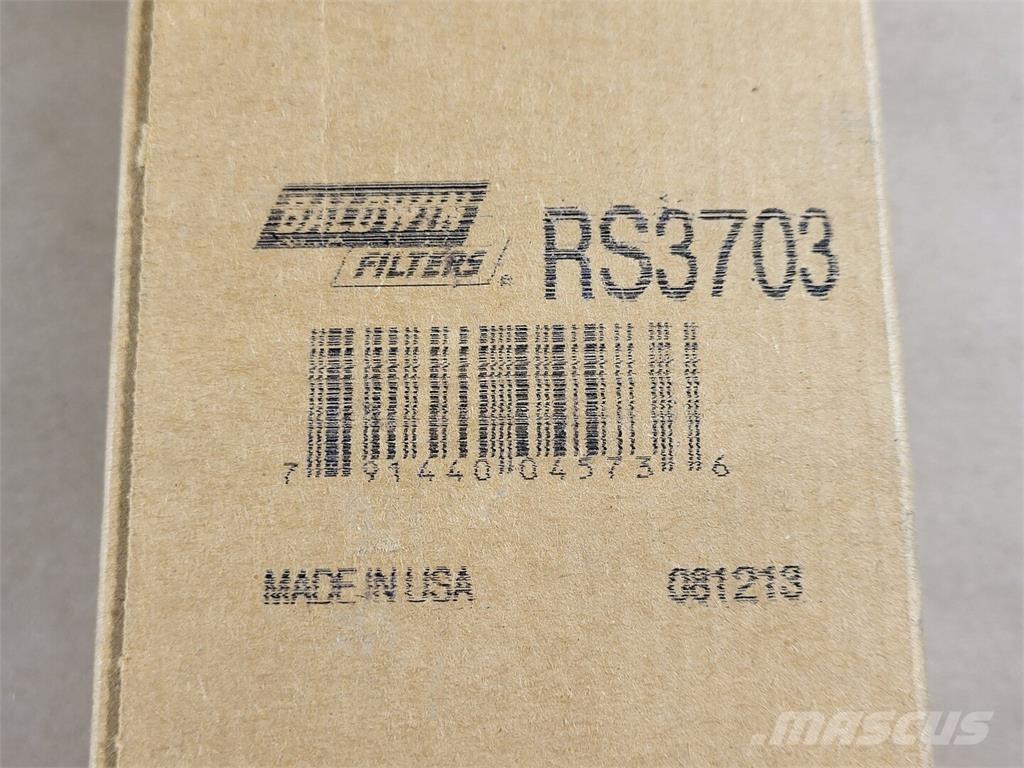 BALDWIN
FILTERS®
RS3703
7 91440 04573 6
MADE IN USA
081213
MASCUS